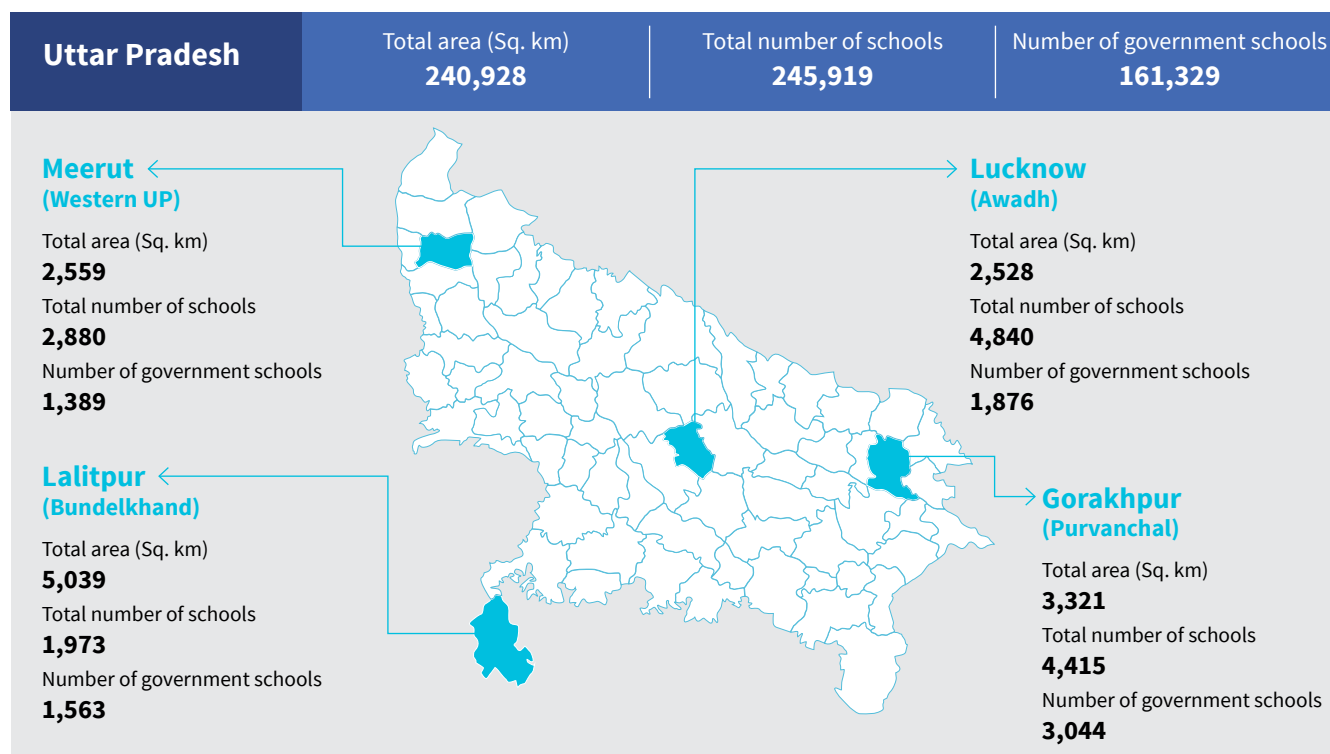 Uttar Pradesh
Total area (Sq. km)
240,928
Total number of schools
245,919
Number of government schools
161,329
Meerut
(Western UP)
Total area (Sq. km)
2,559
Total number of schools
2,880
Number of government schools
1,389
Lucknow
(Awadh)
Total area (Sq. km)
2,528
Total number of schools
4,840
Number of government schools
1,876
Lalitpur
(Bundelkhand)
Total area (Sq. km)
5,039
Total number of schools
1,973
Number of government schools
1,563
Gorakhpur
(Purvanchal)
Total area (Sq. km)
3,321
Total number of schools
4,415
Number of government schools
3,044